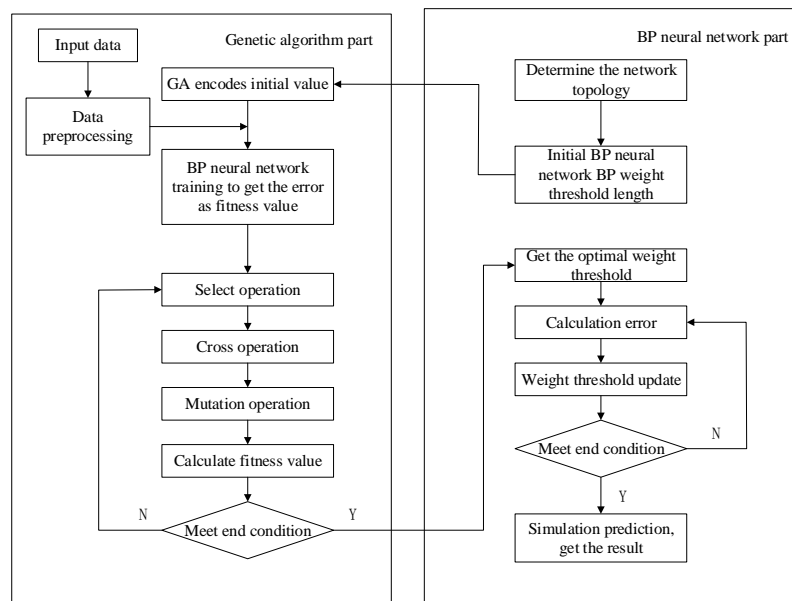 Genetic algorithm part
Input data
Data
preprocessing
GA encodes initial value
BP neural network
training to get the error
as fitness value
Select operation
Cross operation
Mutation operation
Calculate fitness value
Meet end condition
N
Y
BP neural network part
Determine the network
topology
Initial BP neural
network BP weight
threshold length
Get the optimal weight
threshold
Calculation error
Weight threshold update
Meet end condition
N
Y
Simulation prediction,
get the result